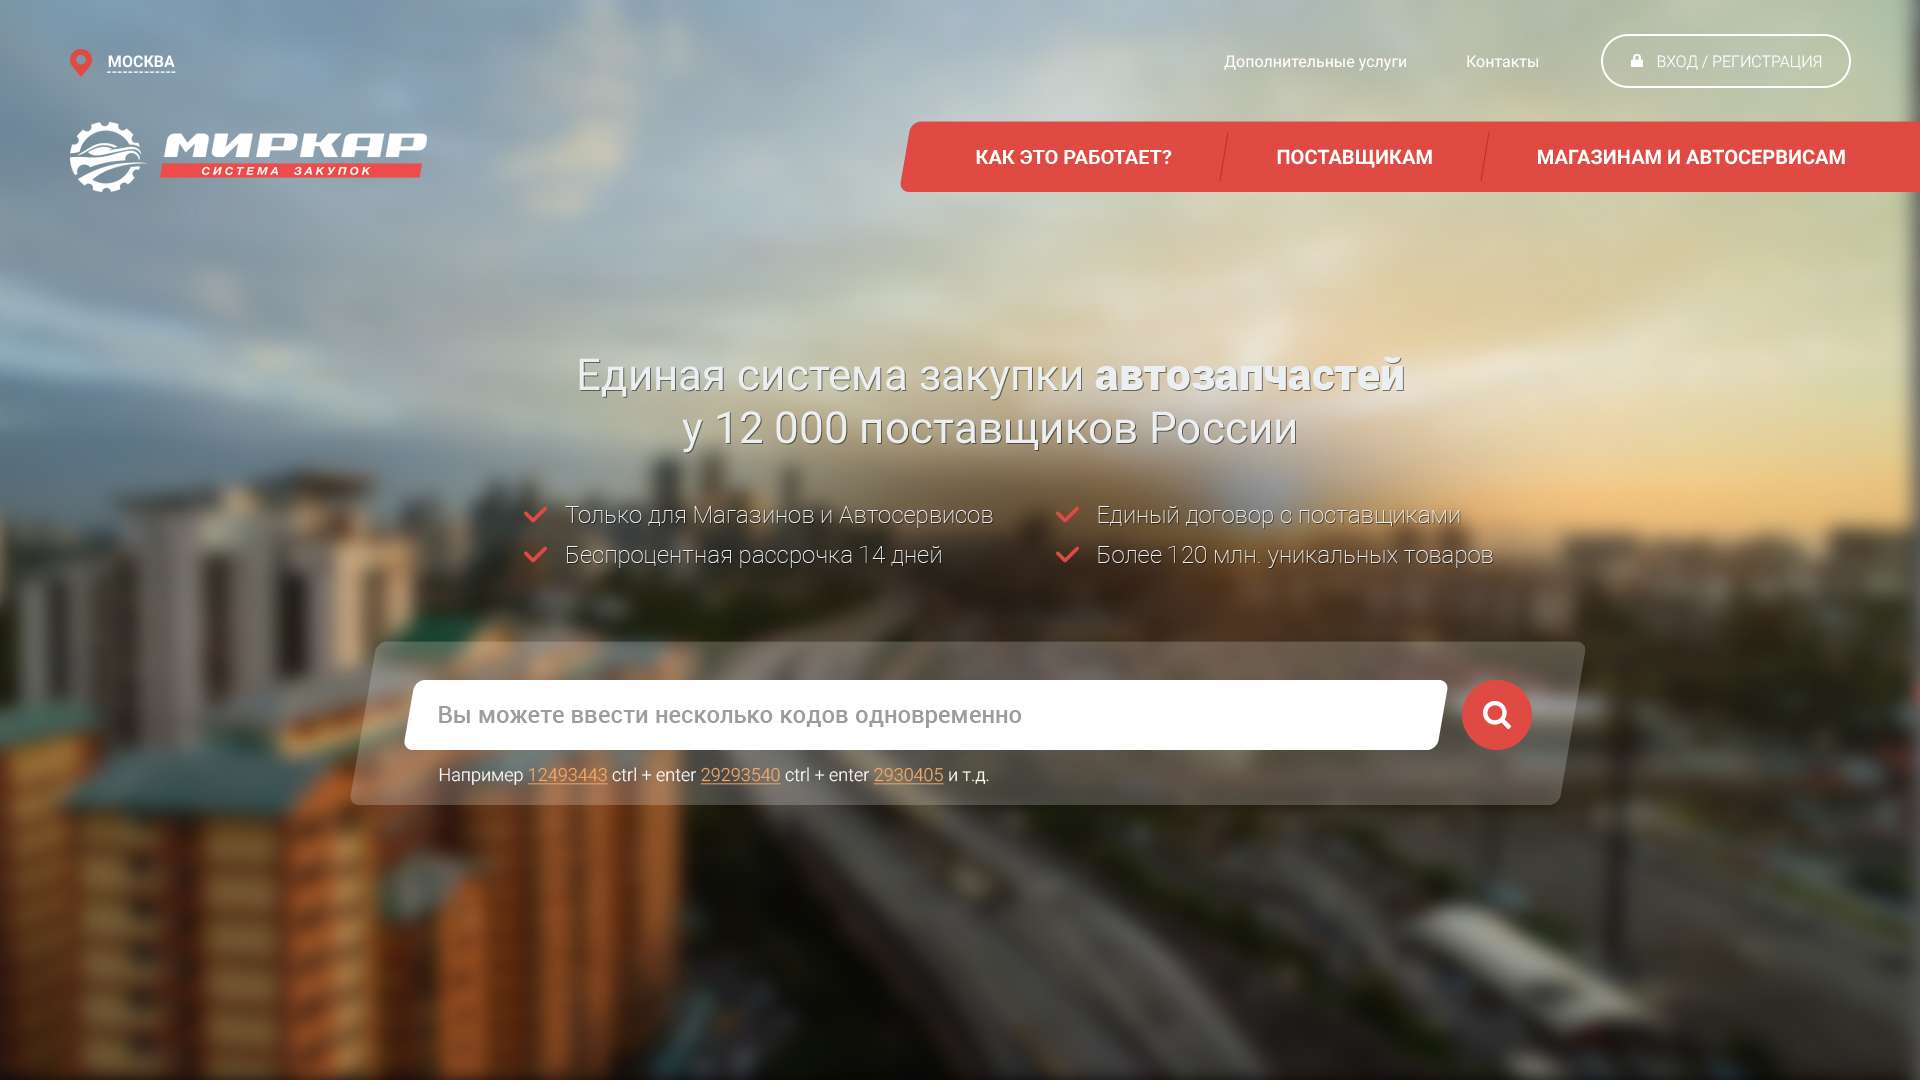 МОСКВА
Дополнительные услуги
Контакты
ВХОД / РЕГИСТРАЦИЯ
МИРКАР
СИСТЕМА ЗАКУПОК
КАК ЭТО РАБОТАЕТ?
ПОСТАВЩИКАМ
МАГАЗИНАМ И АВТОСЕРВИСАМ
Единая система закупки автозапчастей
у 12 000 поставщиков России
Только для Магазинов и Автосервисов
Единый договор с поставщиками
Беспроцентная рассрочка 14 дней
Более 120 млн. уникальных товаров
Вы можете ввести несколько кодов одновременно
Например 12493443 ctrl + enter 29293540 ctrl + enter 2930405 и т.д.